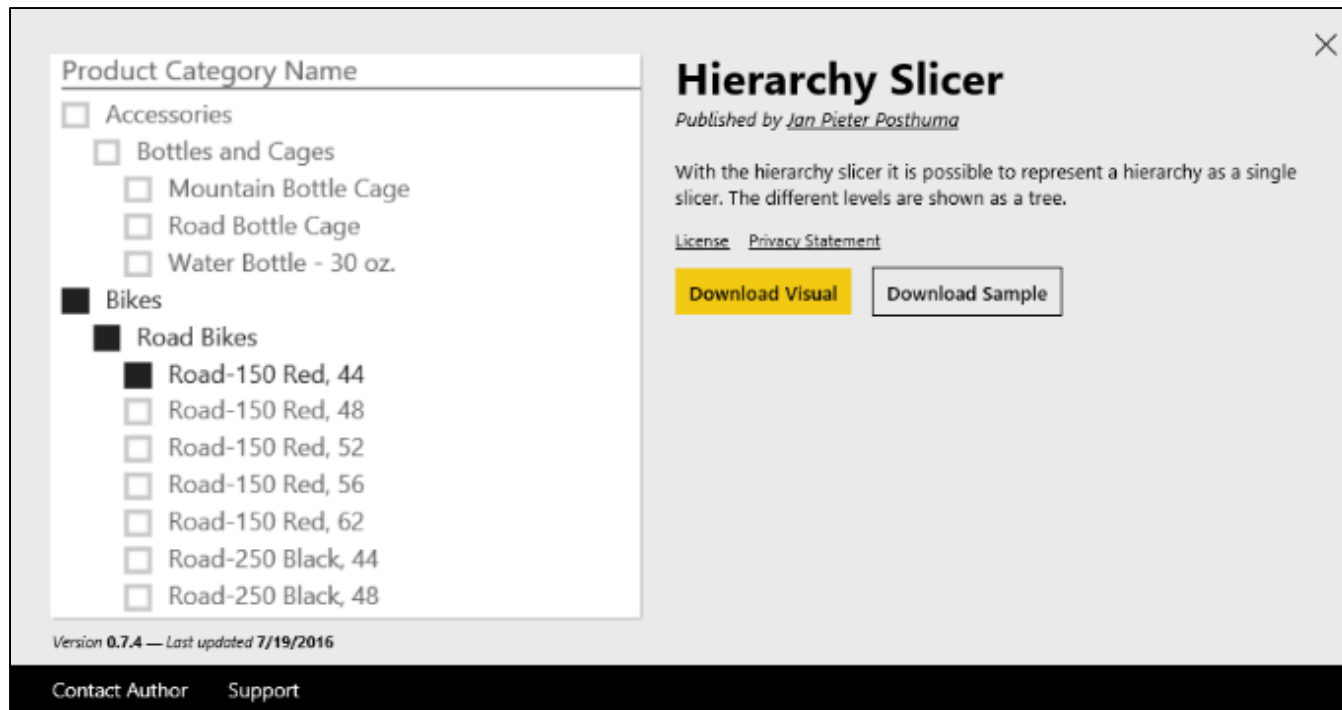 Product Category Name
Accessories
Bottles and Cages
Mountain Bottle Cage
Road Bottle Cage
Water Bottle - 30 oz.
Bikes
Road Bikes
Road-150 Red, 44
Road-150 Red, 48
Road-150 Red, 52
Road-150 Red, 56
Road-150 Red, 62
Road-250 Black, 44
Road-250 Black, 48
Version 0.7.4 — Last updated 7/19/2016
Hierarchy Slicer
Published by Jan Pieter Posthuma
With the hierarchy slicer it is possible to represent a hierarchy as a single
slicer. The different levels are shown as a tree.
License Privacy Statement
Download Visual Download Sample
Contact Author Support